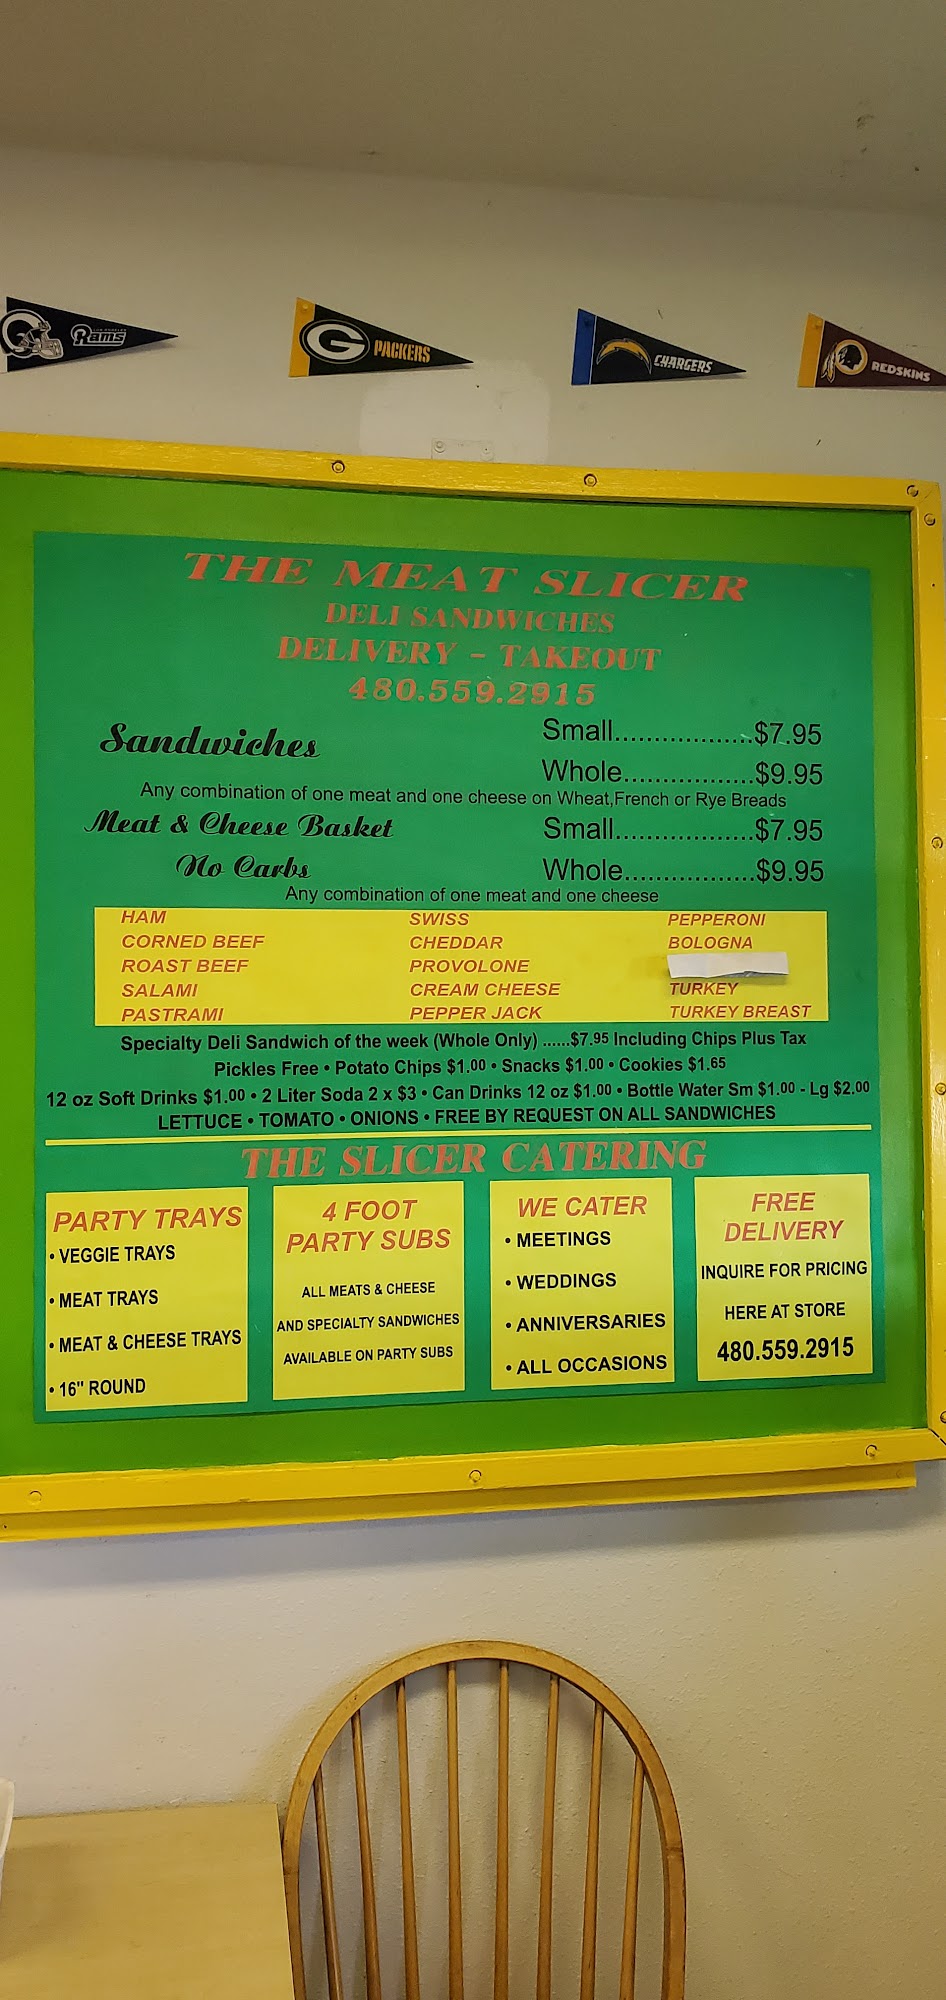 LOS ANGELES
Rams
G PACKERS
CHARGERS
REDSKINS
THE MEAT SLICER
DELI SANDWICHES
DELIVERY - TAKEOUT
480.559.2915
Sandwiches
Small..................$7.95
Whole.................$9.95
Any combination of one meat and one cheese on Wheat,French or Rye Breads
Meat & Cheese Basket
Small..................$7.95
No Carbs
Whole.................$9.95
Any combination of one meat and one cheese
HAM SWISS PEPPERONI
CORNED BEEF CHEDDAR BOLOGNA
ROAST BEEF PROVOLONE
SALAMI CREAM CHEESE TURKEY
PASTRAMI PEPPER JACK TURKEY BREAST
Specialty Deli Sandwich of the week (Whole Only) ......$7.95 Including Chips Plus Tax
Pickles Free • Potato Chips $1.00 • Snacks $1.00 • Cookies $1.65
12 oz Soft Drinks $1.00 • 2 Liter Soda 2 x $3 • Can Drinks 12 oz $1.00 • Bottle Water Sm $1.00 - Lg $2.00
LETTUCE • TOMATO • ONIONS • FREE BY REQUEST ON ALL SANDWICHES
THE SLICER CATERING
PARTY TRAYS
• VEGGIE TRAYS
• MEAT TRAYS
• MEAT & CHEESE TRAYS
• 16" ROUND
4 FOOT
PARTY SUBS
ALL MEATS & CHEESE
AND SPECIALTY SANDWICHES
AVAILABLE ON PARTY SUBS
WE CATER
• MEETINGS
• WEDDINGS
• ANNIVERSARIES
• ALL OCCASIONS
FREE
DELIVERY
INQUIRE FOR PRICING
HERE AT STORE
480.559.2915